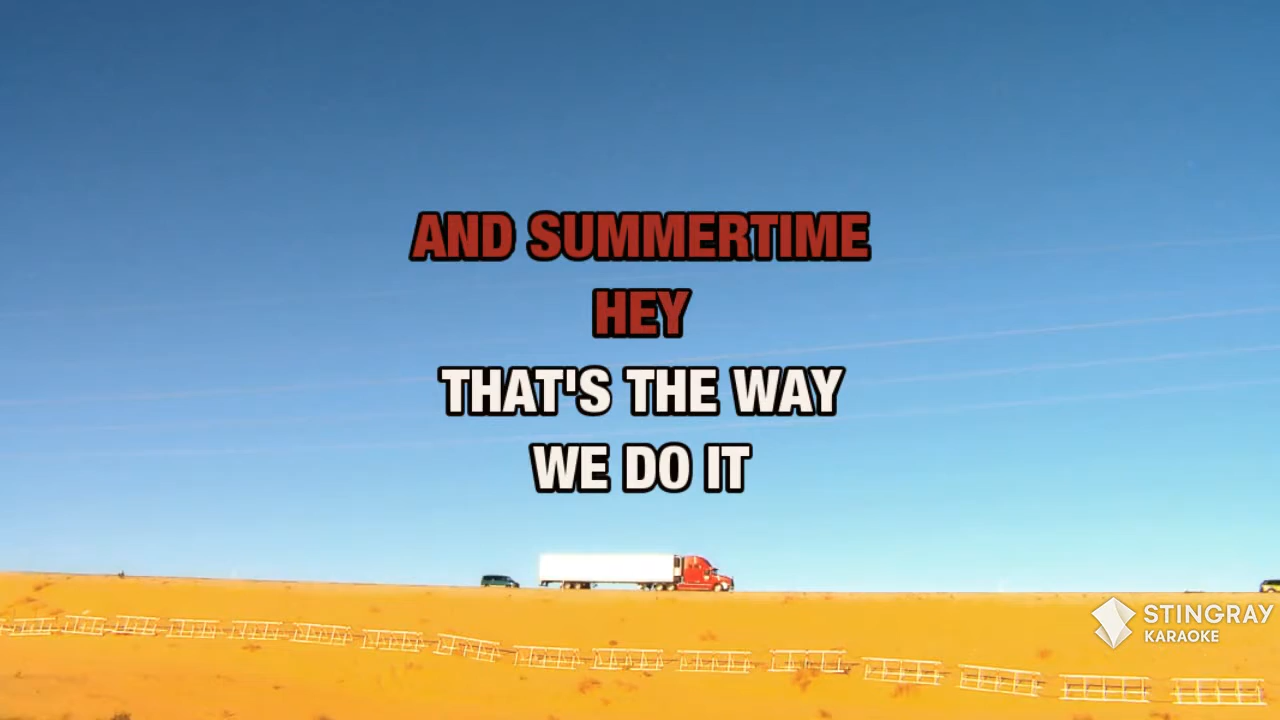 AND SUMMERTIME
HEY
THAT'S THE WAY
WE DO IT
STINGRAY
KARAOKE